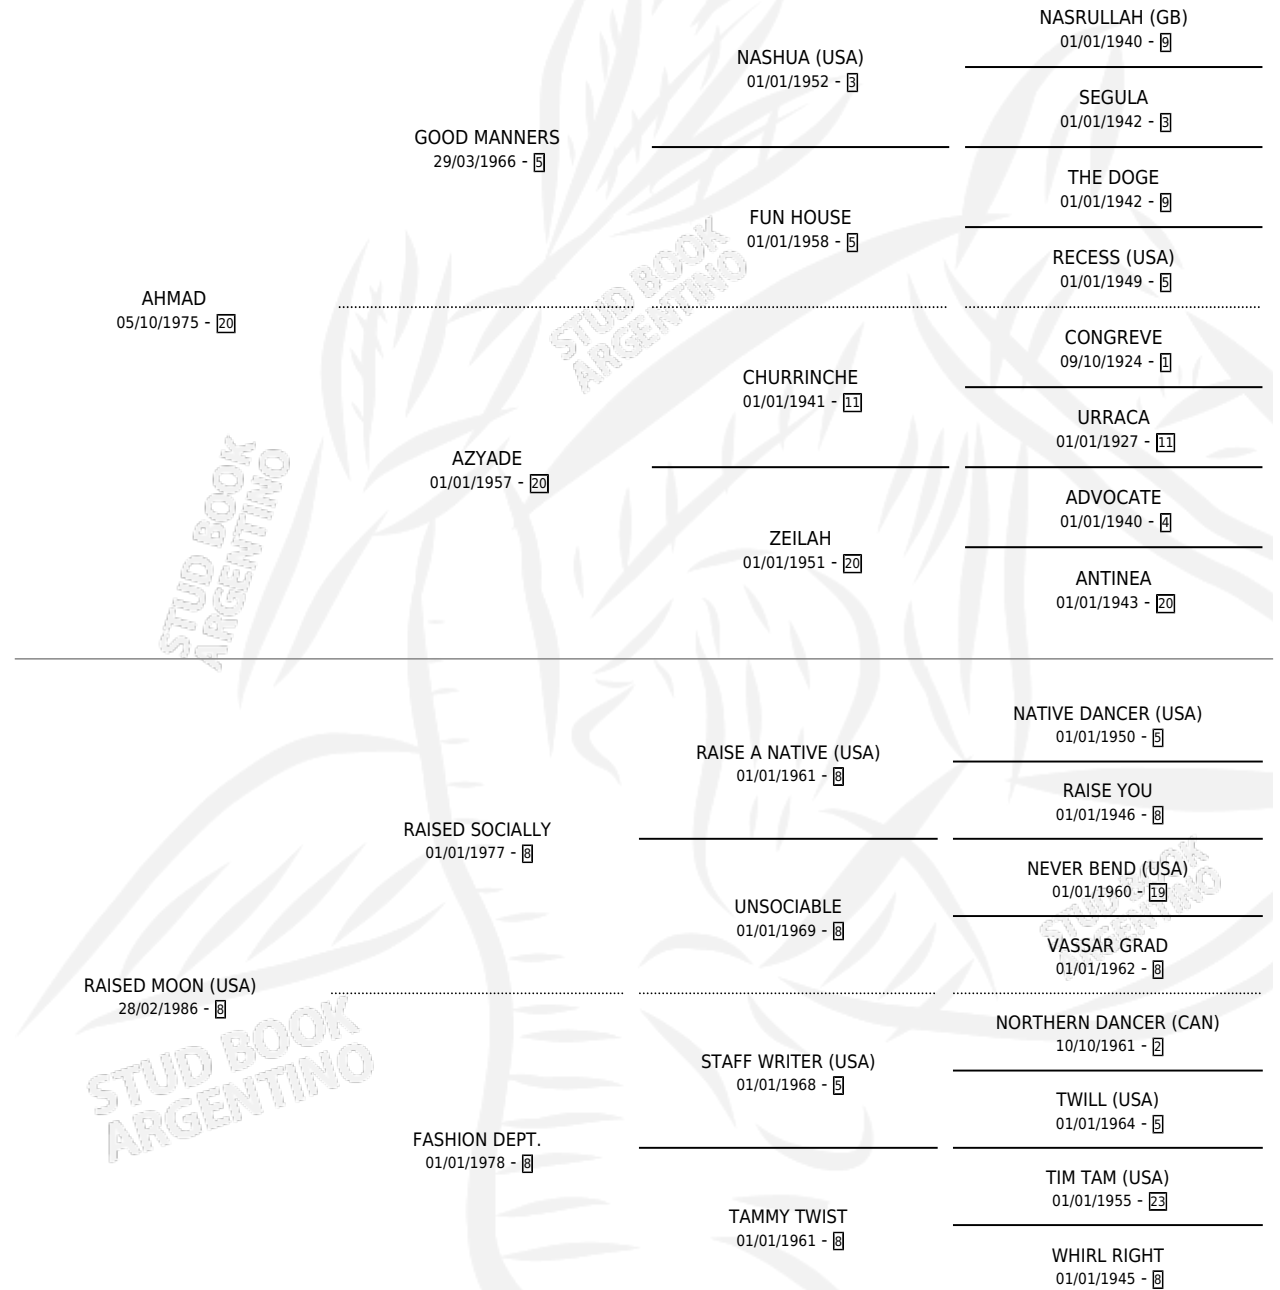 NASRULLAH (GB)
01/01/1940 - 9
NASHUA (USA)
01/01/1952 - 3
SEGULA
01/01/1942 - 3
GOOD MANNERS
29/03/1966 - 5
THE DOGE
01/01/1942 - 9
FUN HOUSE
01/01/1958 - 5
RECESS (USA)
01/01/1949 - 5
AHMAD
05/10/1975 - 20
CONGREVE
09/10/1924 - 1
CHURRINCHE
01/01/1941 - 11
URRACA
01/01/1927 - 11
AZYADE
01/01/1957 - 20
ADVOCATE
01/01/1940 - 4
ZEILAH
01/01/1951 - 20
ANTINEA
01/01/1943 - 20
STUD BOOK
ARGENTINO
STUD BOOK
ARGENTINO
NATIVE DANCER (USA)
01/01/1950 - 5
RAISE A NATIVE (USA)
01/01/1961 - 8
RAISE YOU
01/01/1946 - 8
RAISED SOCIALLY
01/01/1977 - 8
NEVER BEND (USA)
01/01/1960 - 19
UNSOCIABLE
01/01/1969 - 8
VASSAR GRAD
01/01/1962 - 8
RAISED MOON (USA)
28/02/1986 - 8
NORTHERN DANCER (CAN)
10/10/1961 - 2
STAFF WRITER (USA)
01/01/1968 - 5
TWILL (USA)
01/01/1964 - 5
FASHION DEPT.
01/01/1978 - 8
TIM TAM (USA)
01/01/1955 - 23
TAMMY TWIST
01/01/1961 - 8
WHIRL RIGHT
01/01/1945 - 8
STUD BOOK
ARGENTINO
STUD BOOK
ARGENTINO